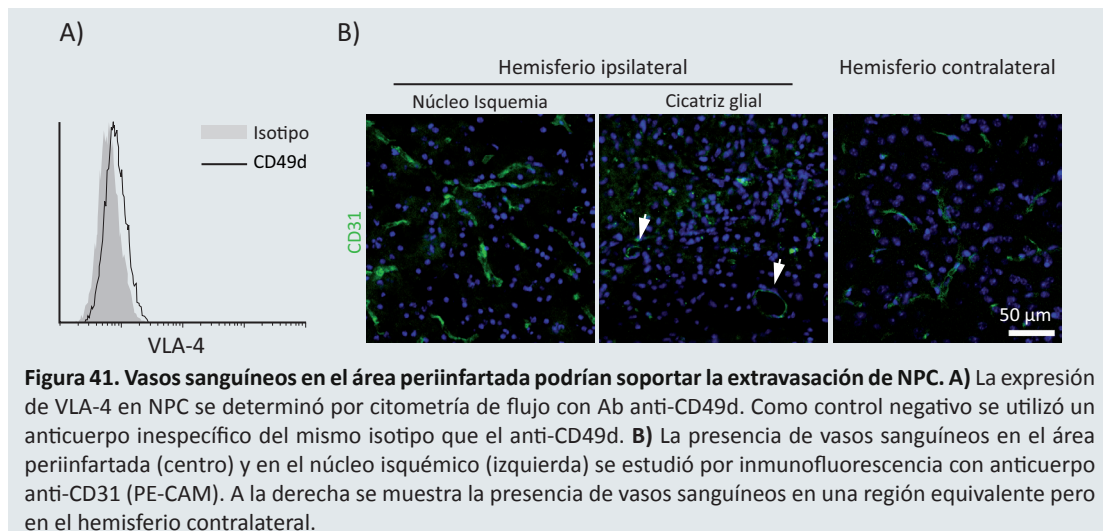 A)
B)
Hemisferio ipsilateral
Hemisferio contralateral
Núcleo Isquemia
Cicatriz glial
Isotipo
CD49d
CD31
VLA-4
50 µm
Figura 41. Vasos sanguíneos en el área periinfartada podrían soportar la extravasación de NPC. A) La expresión
de VLA-4 en NPC se determinó por citometría de flujo con Ab anti-CD49d. Como control negativo se utilizó un
anticuerpo inespecífico del mismo isotipo que el anti-CD49d. B) La presencia de vasos sanguíneos en el área
periinfartada (centro) y en el núcleo isquémico (izquierda) se estudió por inmunofluorescencia con anticuerpo
anti-CD31 (PE-CAM). A la derecha se muestra la presencia de vasos sanguíneos en una región equivalente pero
en el hemisferio contralateral.